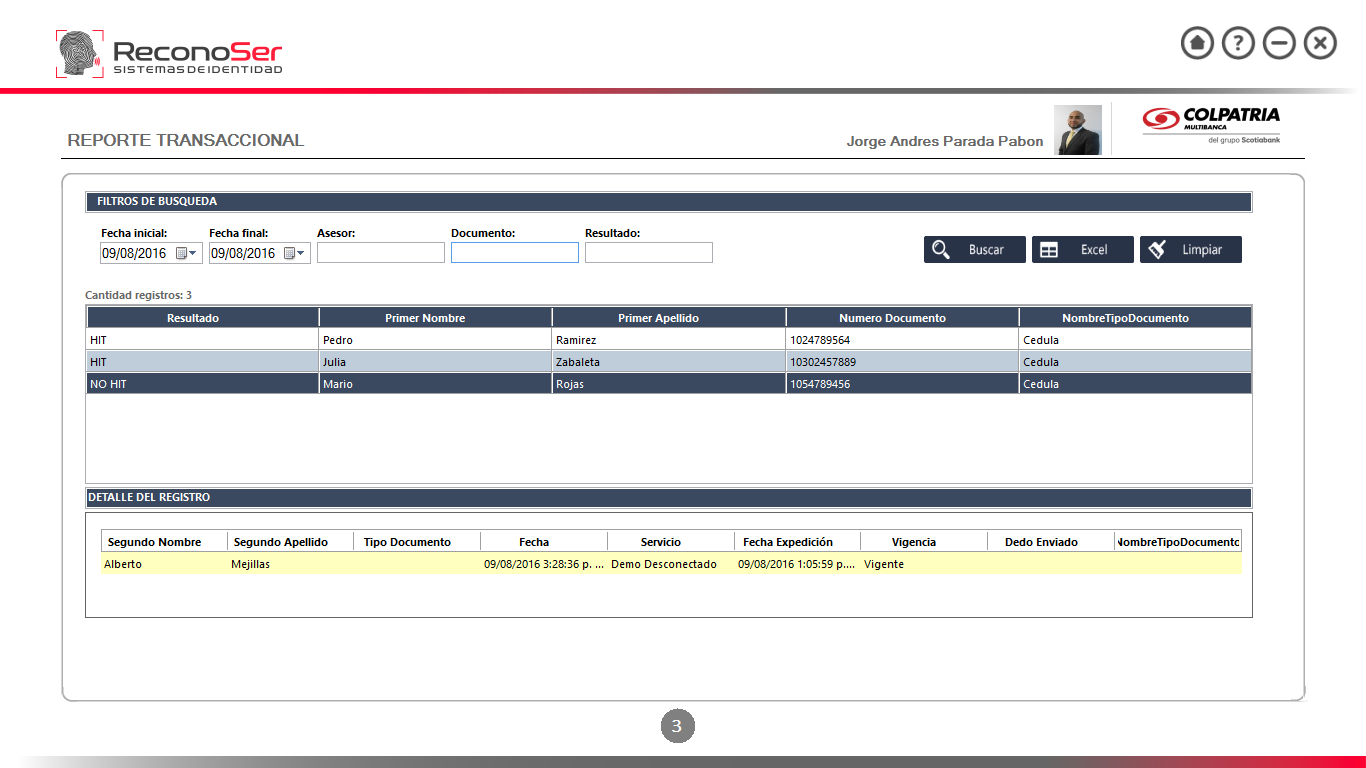 ReconoSer
SISTEMAS DE IDENTIDAD
REPORTE TRANSACCIONAL
Jorge Andres Parada Pabon
COLPATRIA
MULTIBANCA
del grupo Scotiabank
FILTROS DE BUSQUEDA
Fecha inicial: Fecha final: Asesor: Documento: Resultado:
09/08/2016 09/08/2016 Buscar Excel Limpiar
Cantidad registros: 3
Resultado Primer Nombre Primer Apellido Numero Documento NombreTipoDocumento
HIT Pedro Ramirez 1024789564 Cedula
HIT Julia Zabaleta 10302457889 Cedula
NO HIT Mario Rojas 1054789456 Cedula
DETALLE DEL REGISTRO
Segundo Nombre Segundo Apellido Tipo Documento Fecha Servicio Fecha Expedición Vigencia Dedo Enviado NombreTipoDocumento
Alberto Mejillas 09/08/2016 3:28:36 p. ... Demo Desconectado 09/08/2016 1:05:59 p.... Vigente
3